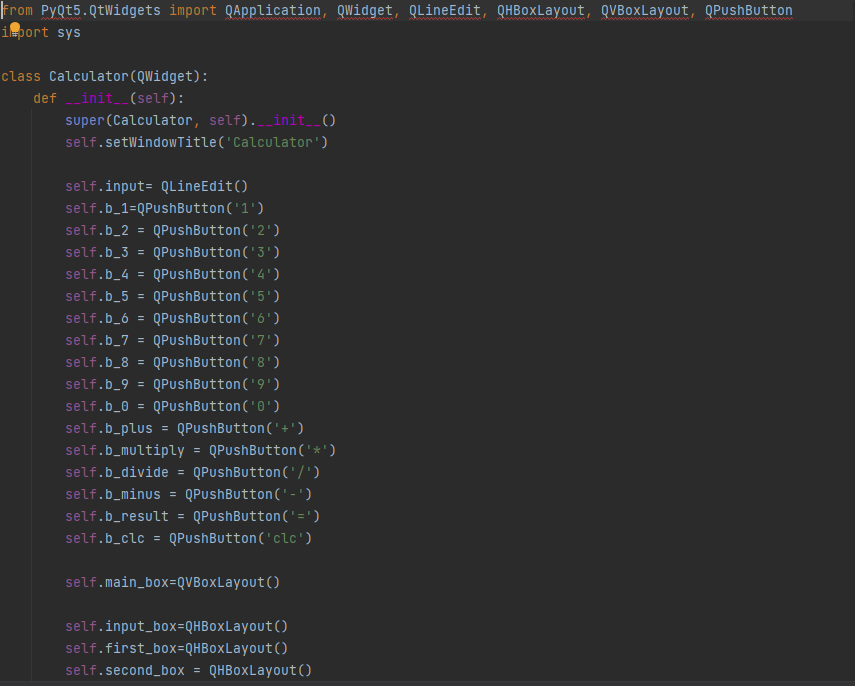 from PyQt5.QtWidgets import QApplication, QWidget, QLineEdit, QHBoxLayout, QVBoxLayout, QPushButton
import sys

class Calculator(QWidget):
    def __init__(self):
        super(Calculator, self).__init__()
        self.setWindowTitle('Calculator')

        self.input= QLineEdit()
        self.b_1=QPushButton('1')
        self.b_2 = QPushButton('2')
        self.b_3 = QPushButton('3')
        self.b_4 = QPushButton('4')
        self.b_5 = QPushButton('5')
        self.b_6 = QPushButton('6')
        self.b_7 = QPushButton('7')
        self.b_8 = QPushButton('8')
        self.b_9 = QPushButton('9')
        self.b_0 = QPushButton('0')
        self.b_plus = QPushButton('+')
        self.b_multiply = QPushButton('*')
        self.b_divide = QPushButton('/')
        self.b_minus = QPushButton('-')
        self.b_result = QPushButton('=')
        self.b_clc = QPushButton('clc')

        self.main_box=QVBoxLayout()

        self.input_box=QHBoxLayout()
        self.first_box=QHBoxLayout()
        self.second_box = QHBoxLayout()